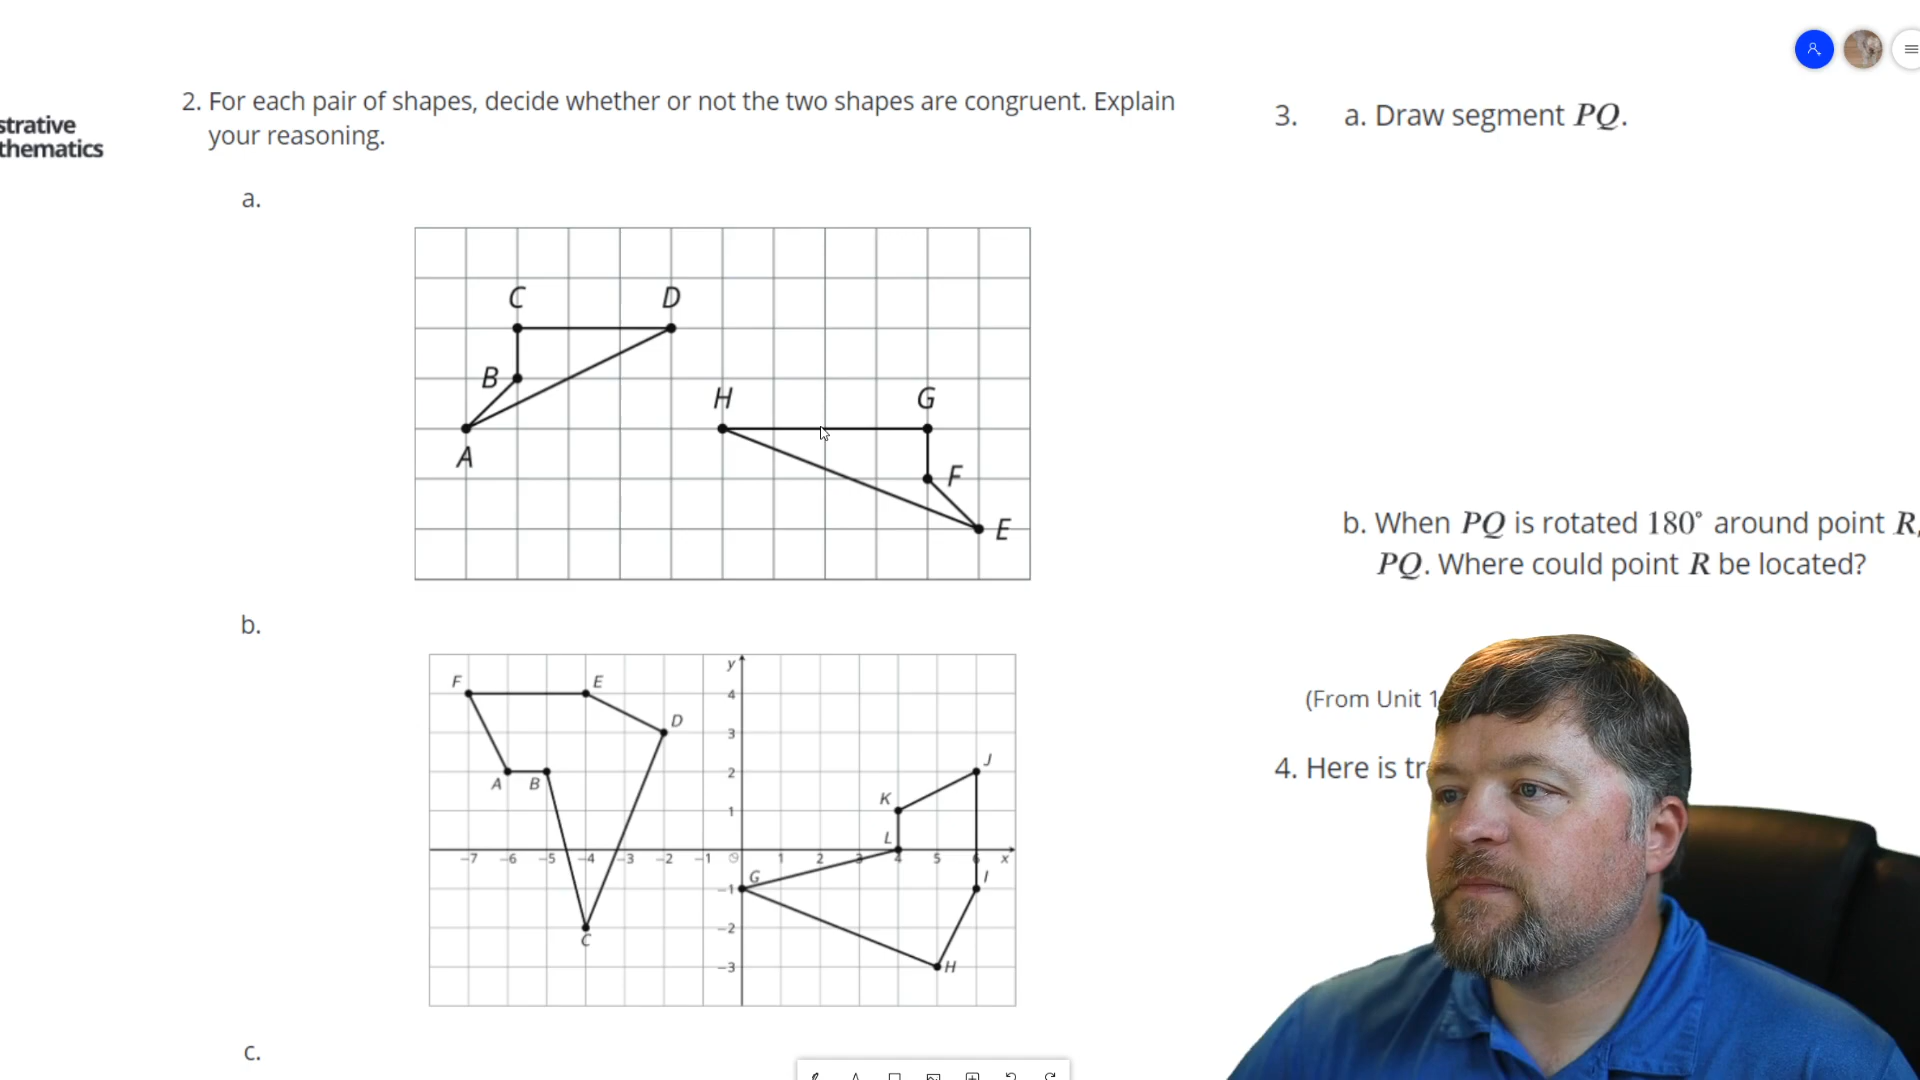 strative
thematics
2. For each pair of shapes, decide whether or not the two shapes are congruent. Explain
your reasoning.
a.
C D
B
H G
A
F
E
b.
y
F E
4
D
3
J
2
A B
K
1
L
-7 -6 -5 -4 -3 -2 -1 1 2 3 4 5 6 x
G I
-1
-2
C
-3
H
c.
3. a. Draw segment PQ.
b. When PQ is rotated 180° around point R,
PQ. Where could point R be located?
(From Unit 1
4. Here is tr